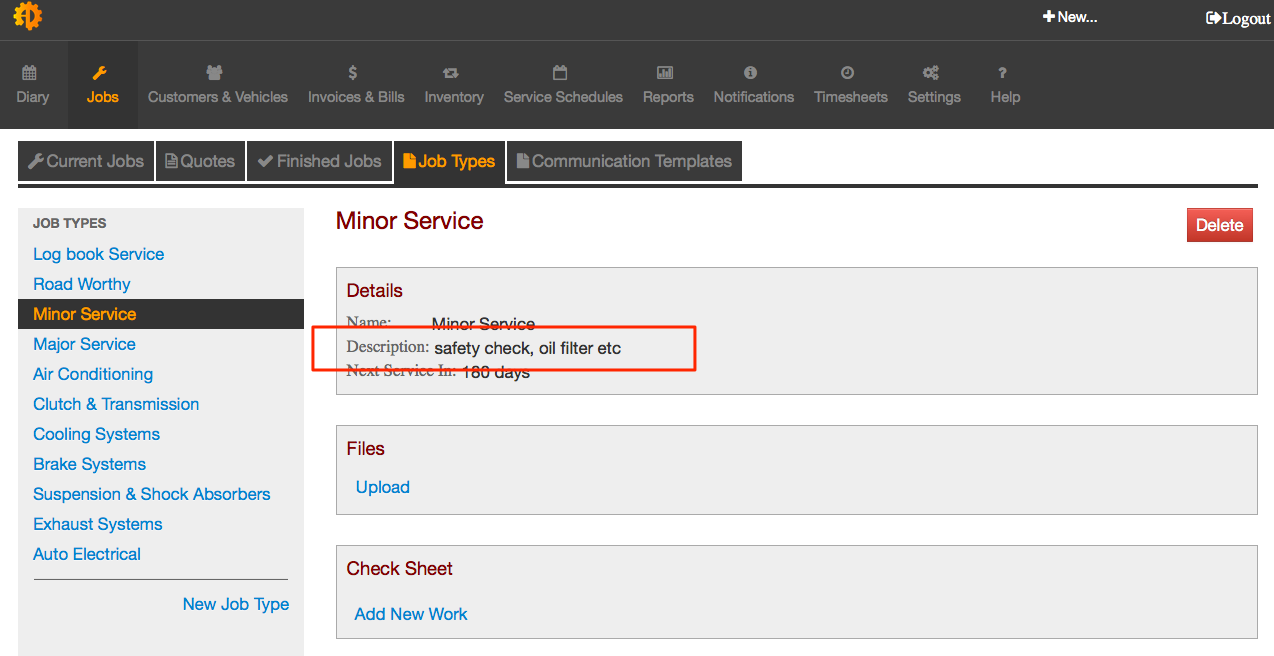 New... Logout
Diary Jobs Customers & Vehicles Invoices & Bills Inventory Service Schedules Reports Notifications Timesheets Settings Help
Current Jobs Quotes Finished Jobs Job Types Communication Templates
JOB TYPES
Log book Service
Road Worthy
Minor Service
Major Service
Air Conditioning
Clutch & Transmission
Cooling Systems
Brake Systems
Suspension & Shock Absorbers
Exhaust Systems
Auto Electrical
New Job Type
Minor Service
Delete
Details
Name: Minor Service
Description: safety check, oil filter etc
Next Service In: 180 days
Files
Upload
Check Sheet
Add New Work